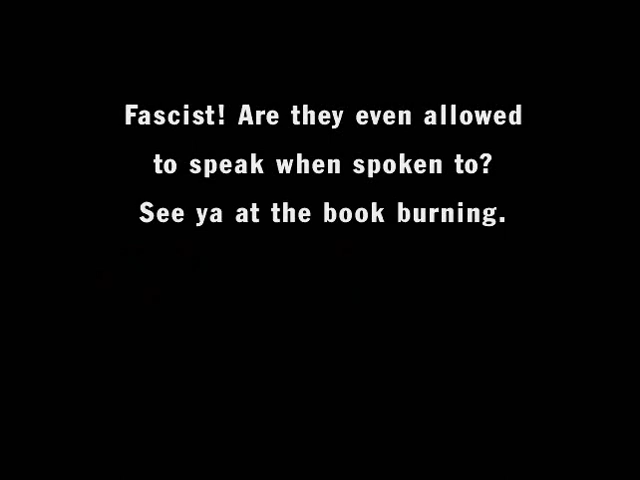 Fascist! Are they even allowed
to speak when spoken to?
See ya at the book burning.